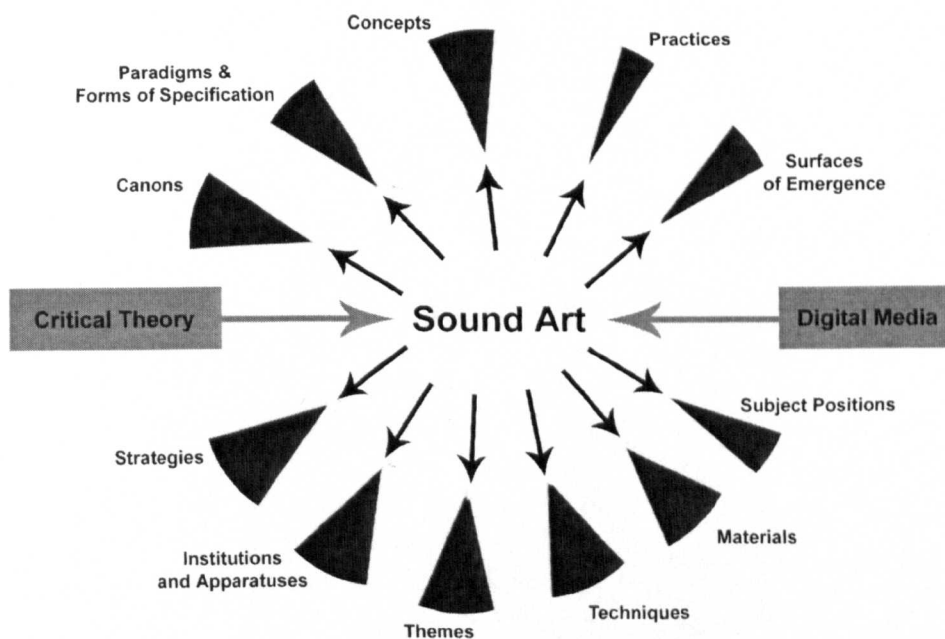 Concepts
Practices
Paradigms &
Forms of Specification
Surfaces
of Emergence
Canons
Critical Theory
Sound Art
Digital Media
Subject Positions
Strategies
Materials
Institutions
and Apparatuses
Techniques
Themes